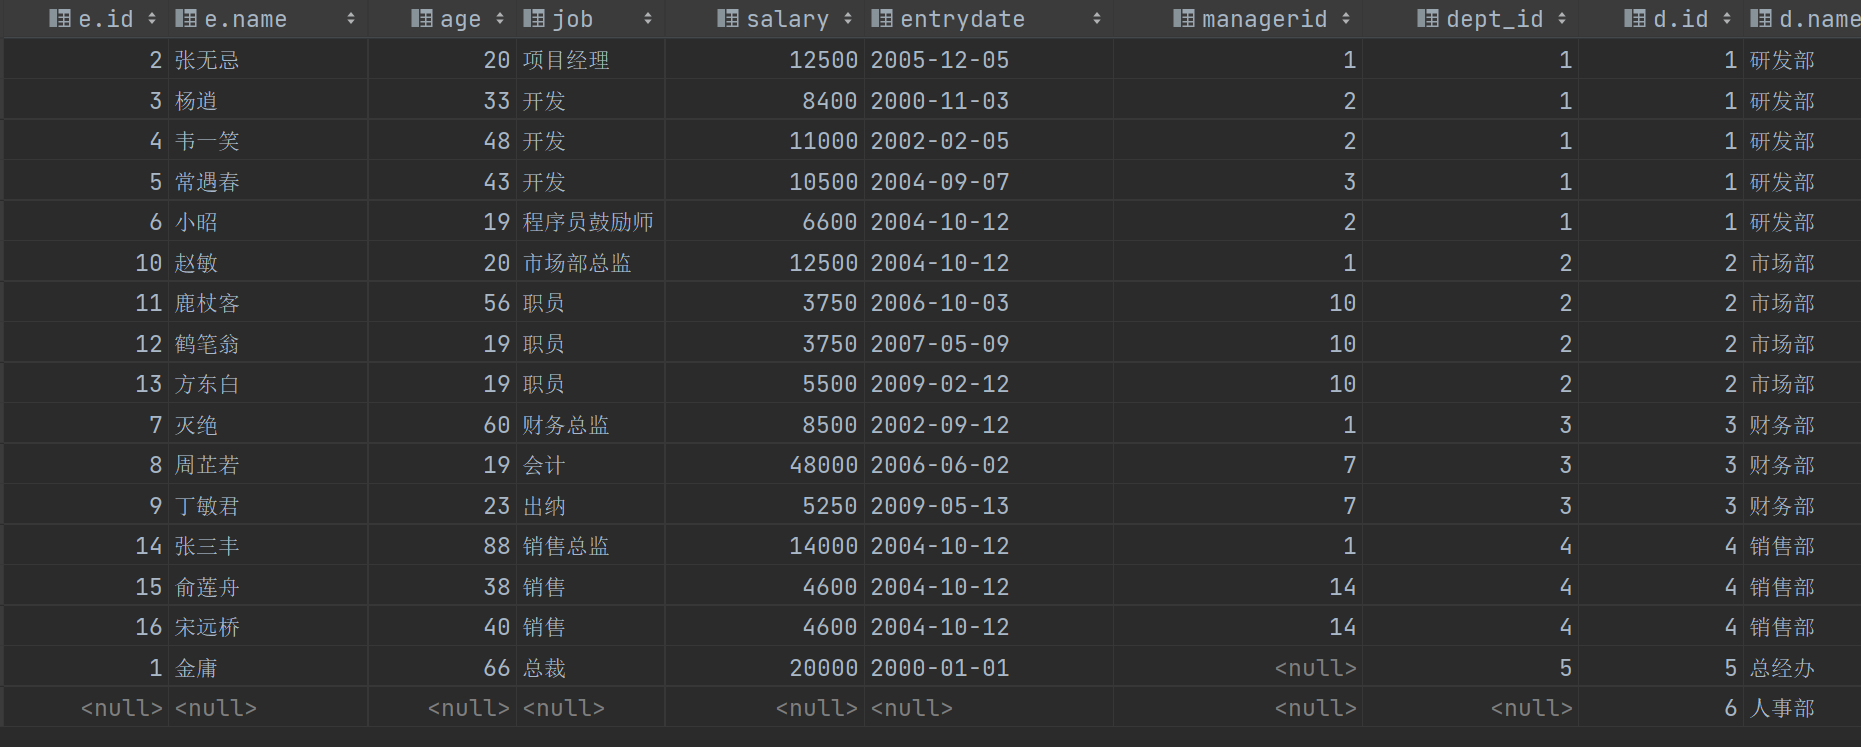 e.id e.name age job salary entrydate managerid dept_id d.id d.name
2 张无忌 20 项目经理 12500 2005-12-05 1 1 1 研发部
3 杨逍 33 开发 8400 2000-11-03 2 1 1 研发部
4 韦一笑 48 开发 11000 2002-02-05 2 1 1 研发部
5 常遇春 43 开发 10500 2004-09-07 3 1 1 研发部
6 小昭 19 程序员鼓励师 6600 2004-10-12 2 1 1 研发部
10 赵敏 20 市场部总监 12500 2004-10-12 1 2 2 市场部
11 鹿杖客 56 职员 3750 2006-10-03 10 2 2 市场部
12 鹤笔翁 19 职员 3750 2007-05-09 10 2 2 市场部
13 方东白 19 职员 5500 2009-02-12 10 2 2 市场部
7 灭绝 60 财务总监 8500 2002-09-12 1 3 3 财务部
8 周芷若 19 会计 48000 2006-06-02 7 3 3 财务部
9 丁敏君 23 出纳 5250 2009-05-13 7 3 3 财务部
14 张三丰 88 销售总监 14000 2004-10-12 1 4 4 销售部
15 俞莲舟 38 销售 4600 2004-10-12 14 4 4 销售部
16 宋远桥 40 销售 4600 2004-10-12 14 4 4 销售部
1 金庸 66 总裁 20000 2000-01-01 <null> 5 5 总经办
<null> <null> <null> <null> <null> <null> <null> <null> 6 人事部